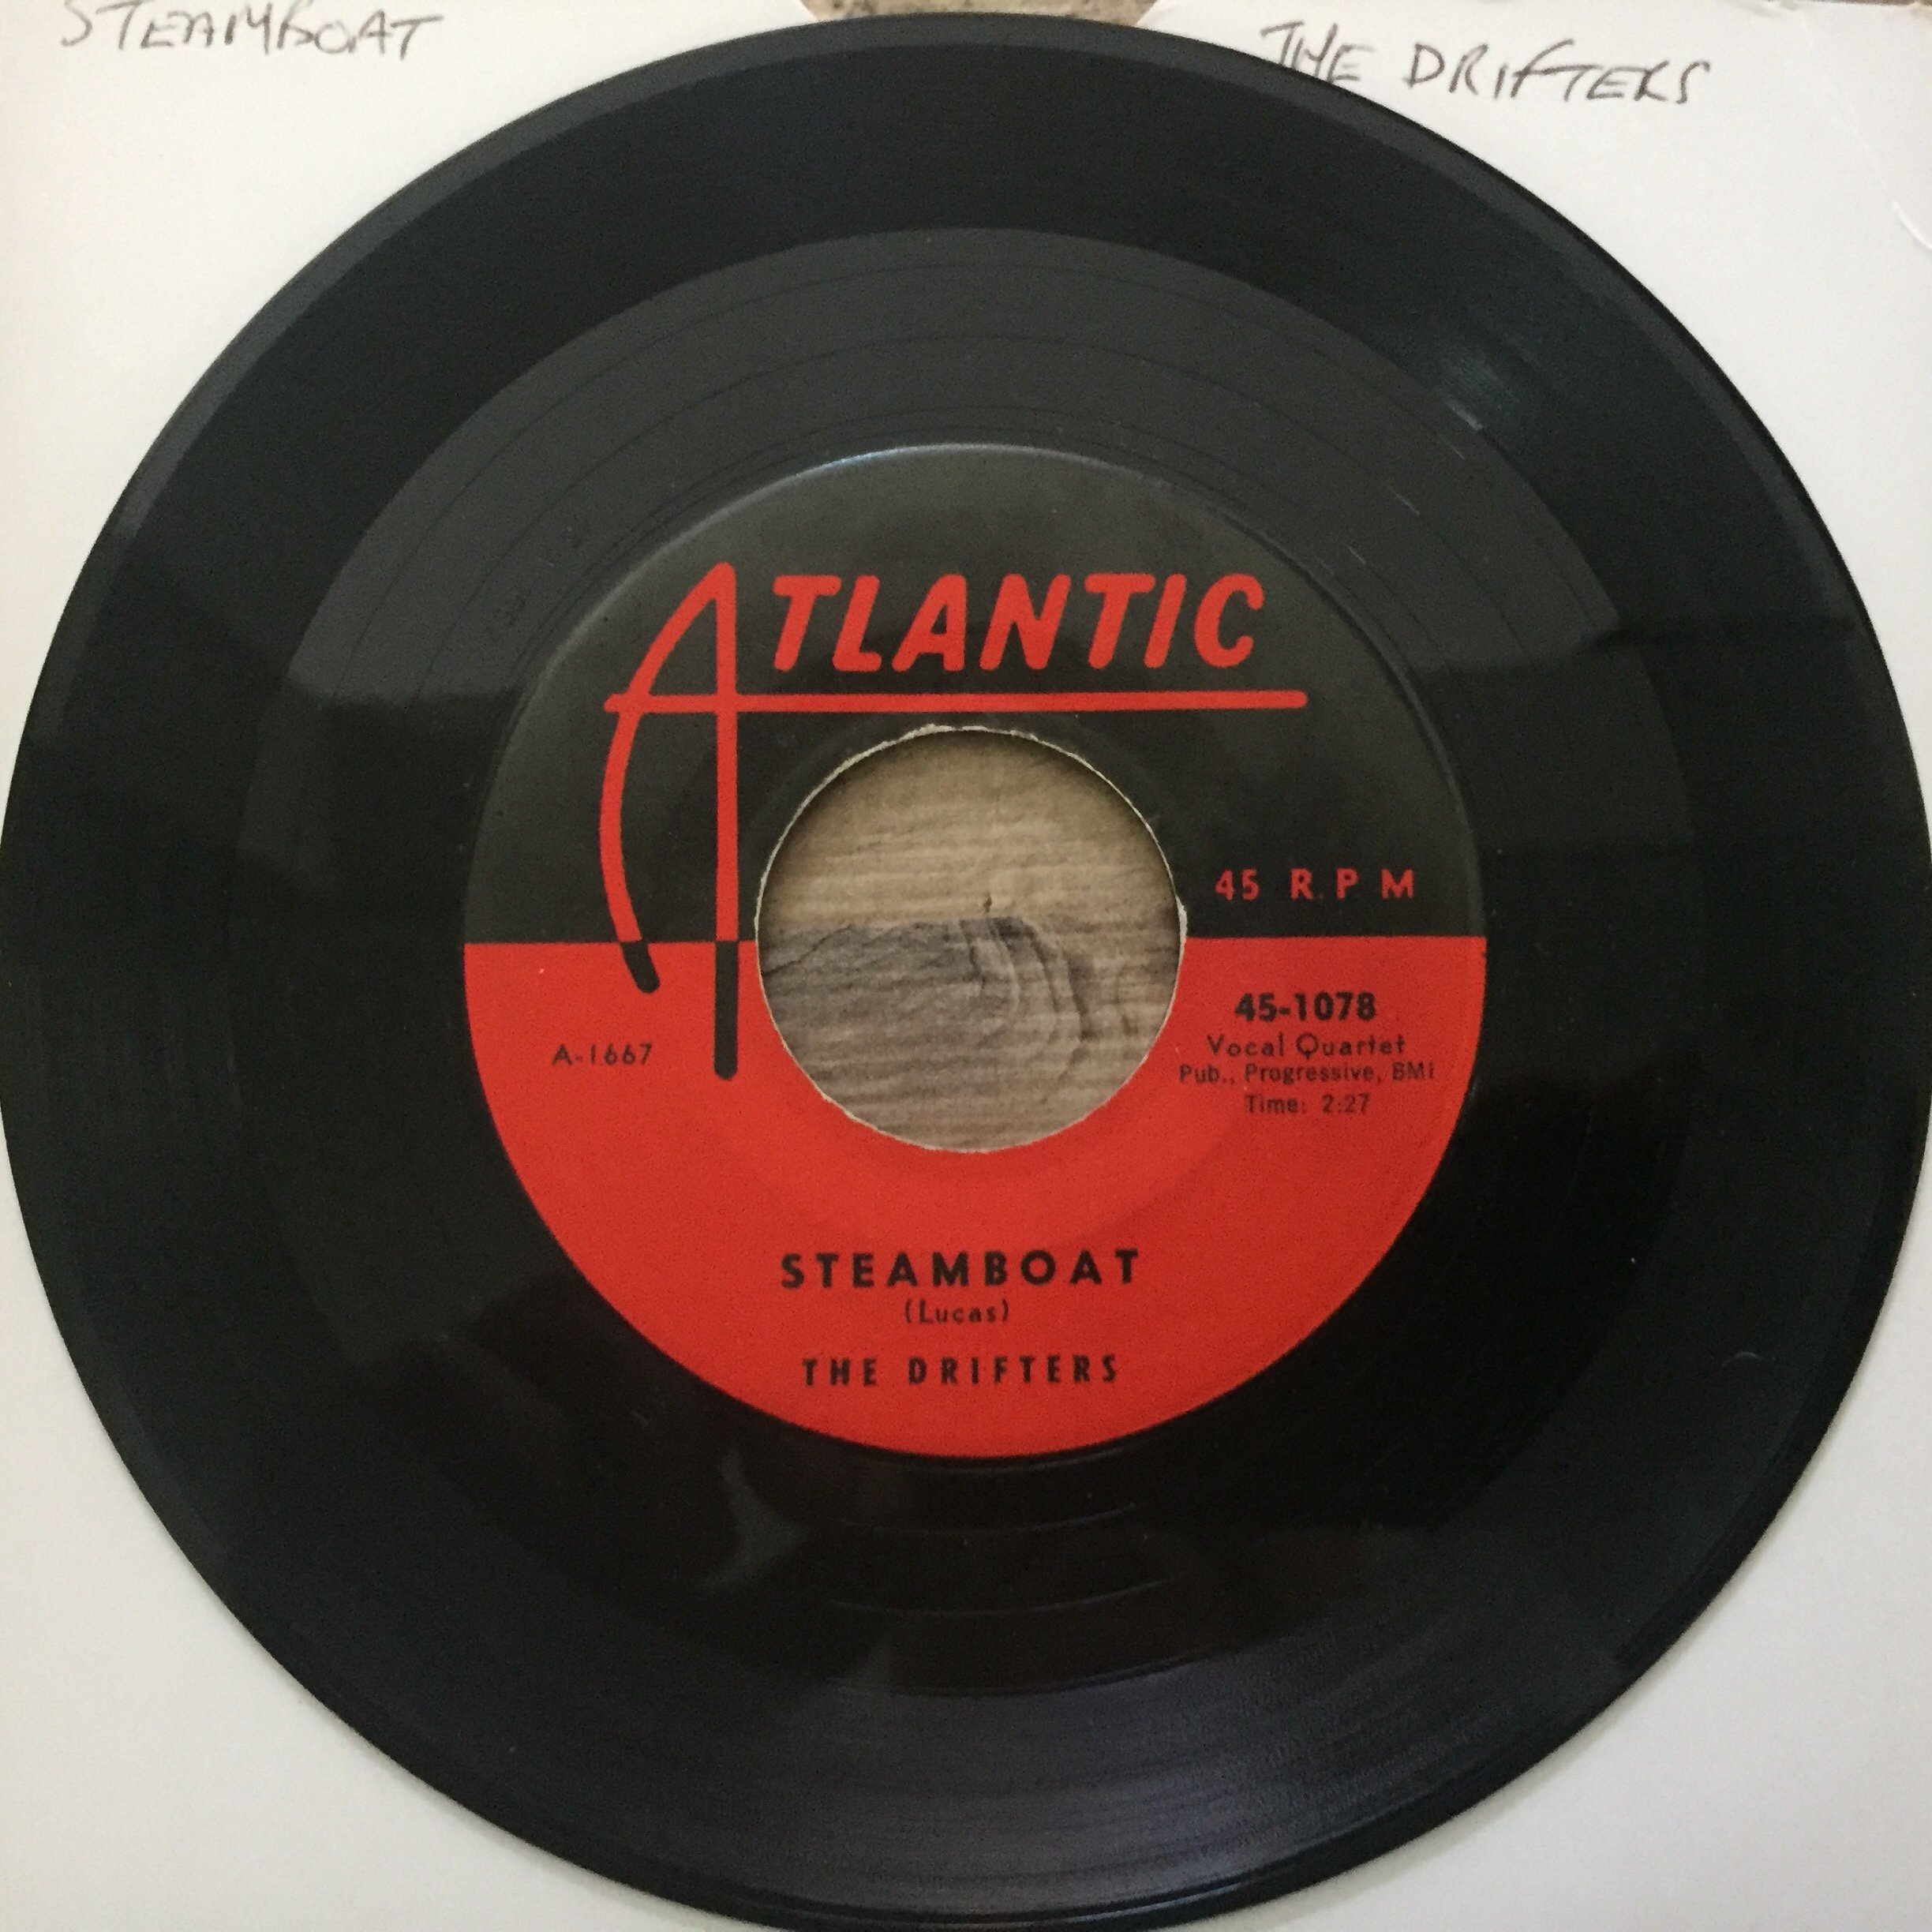 STEAMBOAT
THE DRIFTERS
ATLANTIC
45 R.P M
A-1667
45-1078
Vocal Quartet
Pub., Progressive, BMI
Time: 2:27
STEAMBOAT
(Lucas)
THE DRIFTERS